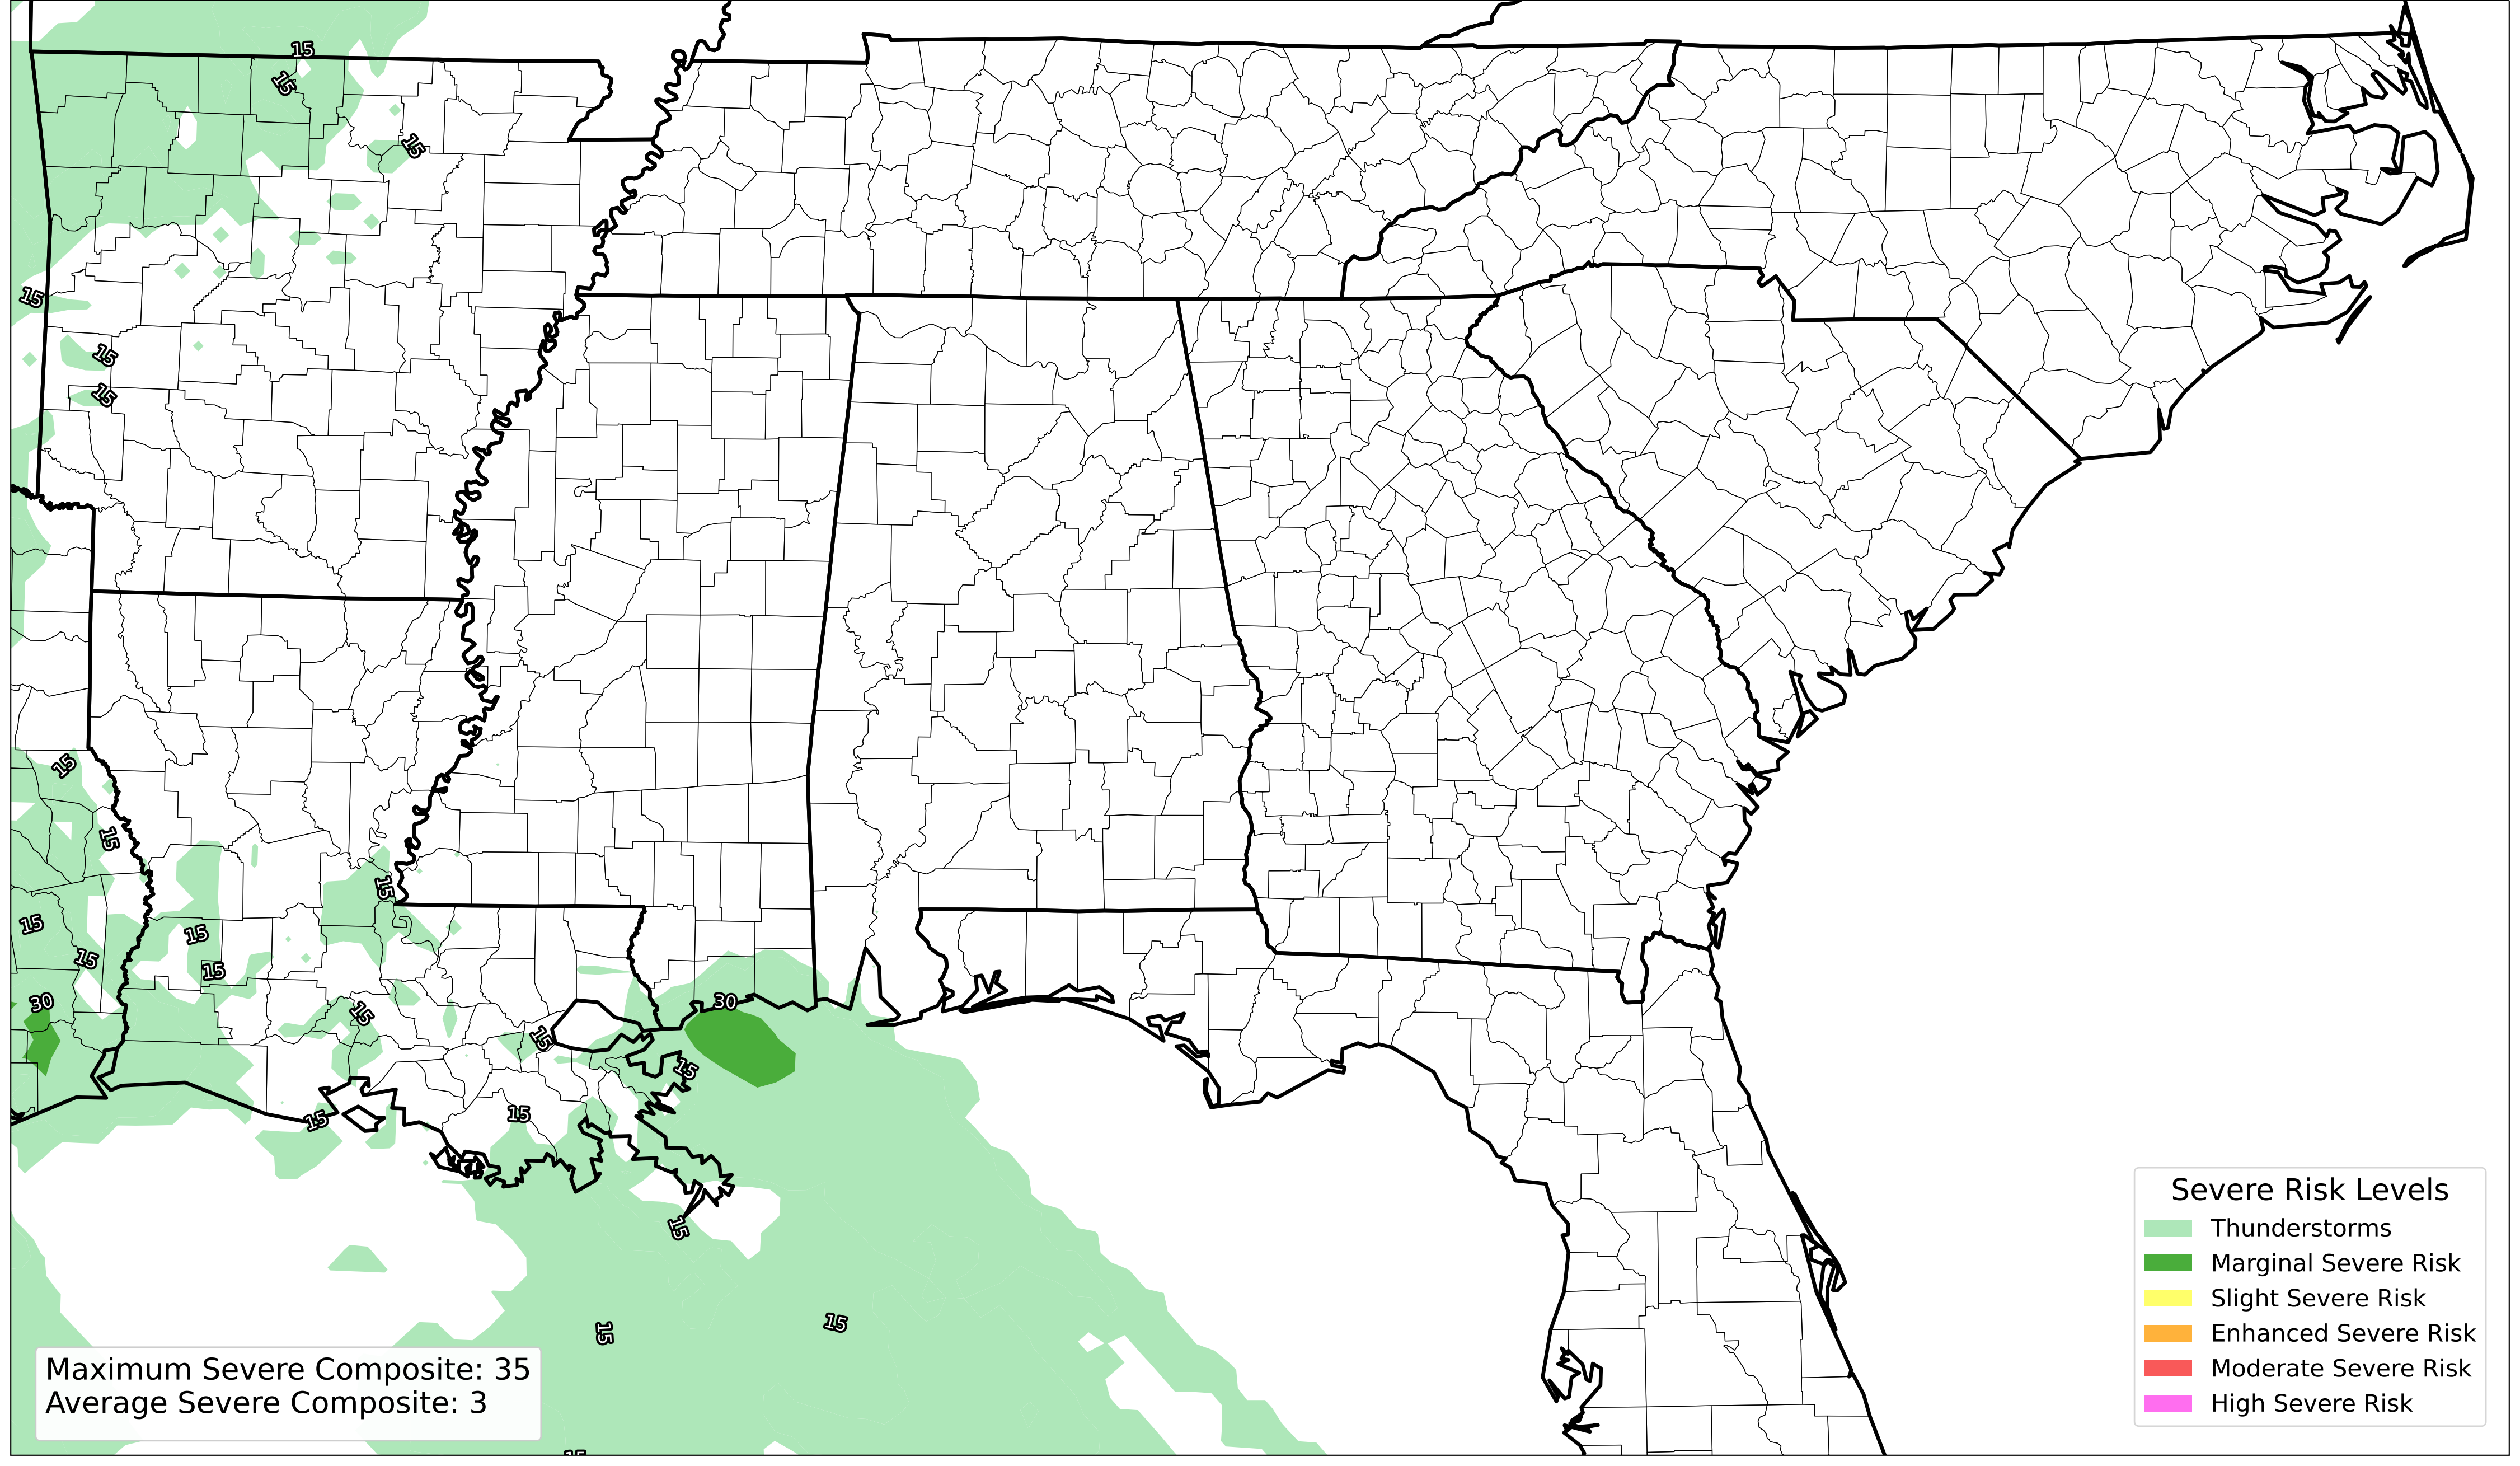 15
15
15
15
15
15
15
15
15
15
15
15
15
30
30
15
15
15
15
15
15
15
15
15
Severe Risk Levels
Thunderstorms
Marginal Severe Risk
Slight Severe Risk
Enhanced Severe Risk
Moderate Severe Risk
High Severe Risk
Maximum Severe Composite: 35
Average Severe Composite: 3